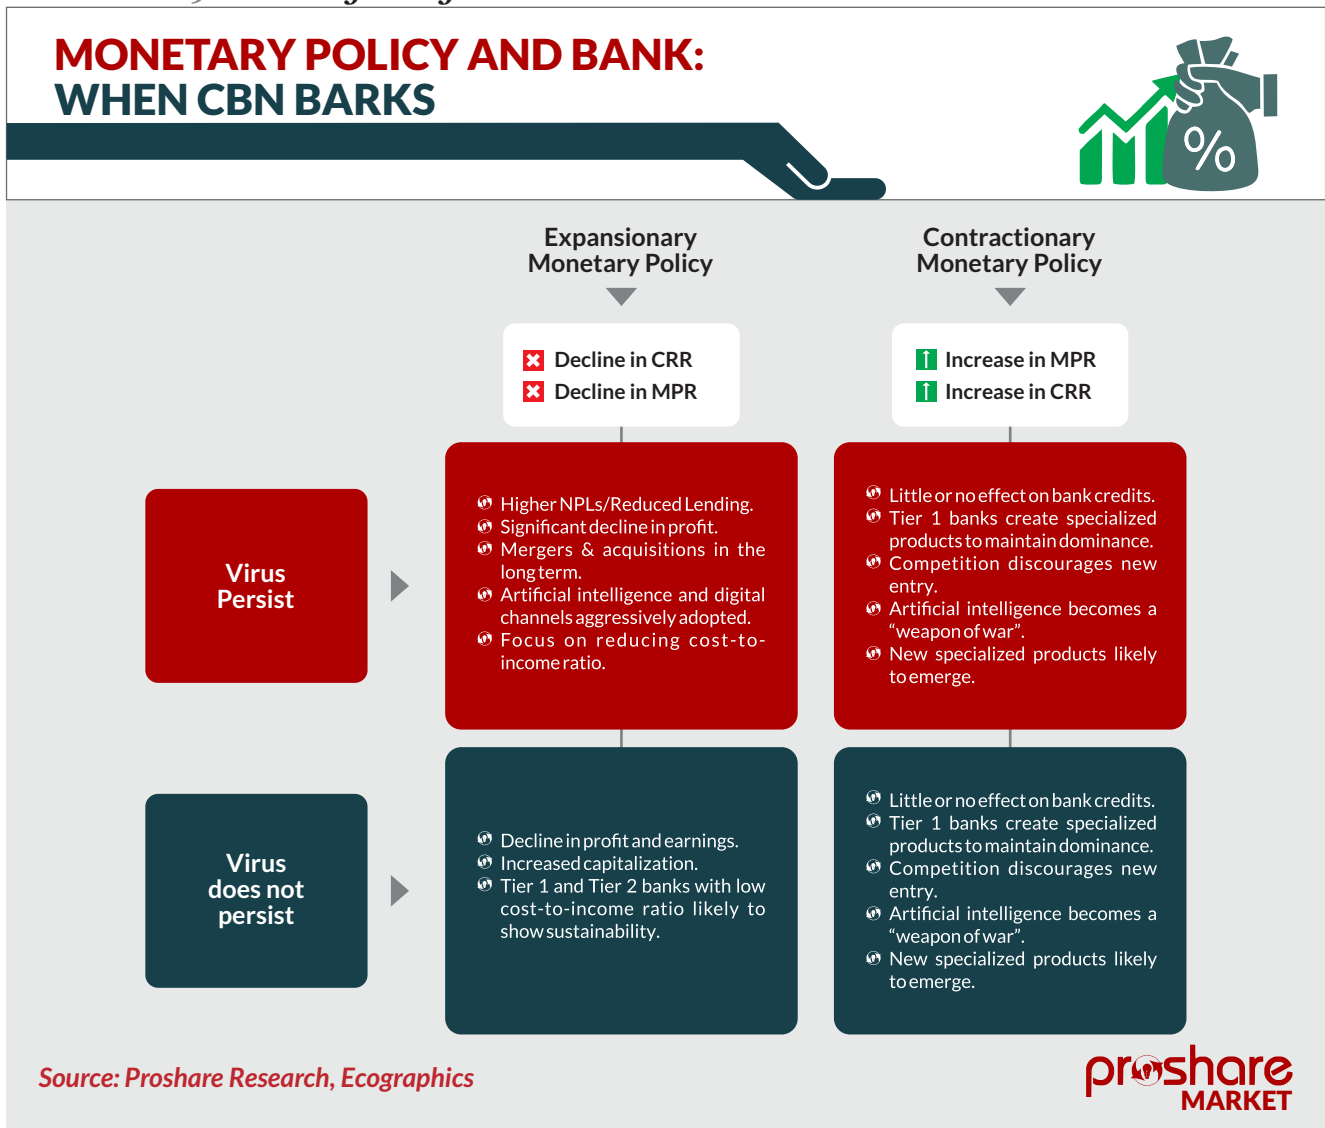 MONETARY POLICY AND BANK:
WHEN CBN BARKS
%
Expansionary
Monetary Policy
Contractionary
Monetary Policy
Decline in CRR
Decline in MPR
Increase in MPR
Increase in CRR
Virus
Persist
Higher NPLs/Reduced Lending.
Significant decline in profit.
Mergers & acquisitions in the
long term.
Artificial intelligence and digital
channels aggressively adopted.
Focus on reducing cost-to-
income ratio.
Little or no effect on bank credits.
Tier 1 banks create specialized
products to maintain dominance.
Competition discourages new
entry.
Artificial intelligence becomes a
“weapon of war”.
New specialized products likely
to emerge.
Virus
does not
persist
Decline in profit and earnings.
Increased capitalization.
Tier 1 and Tier 2 banks with low
cost-to-income ratio likely to
show sustainability.
Little or no effect on bank credits.
Tier 1 banks create specialized
products to maintain dominance.
Competition discourages new
entry.
Artificial intelligence becomes a
“weapon of war”.
New specialized products likely
to emerge.
Source: Proshare Research, Ecographics
proshare
MARKET